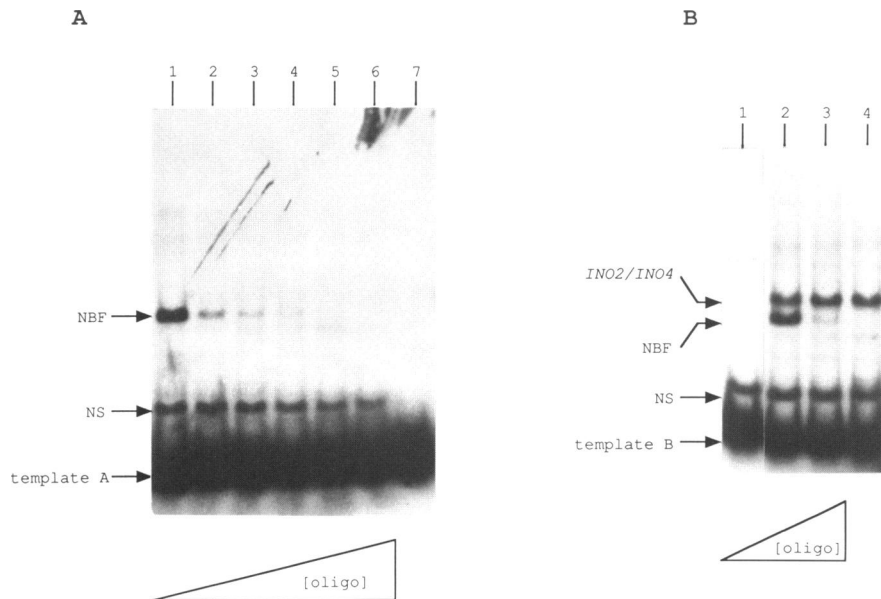 A
1 2 3 4 5 6 7
NBF
NS
template A
[oligo]
B
1 2 3 4
INO2/INO4
NBF
NS
template B
[oligo]